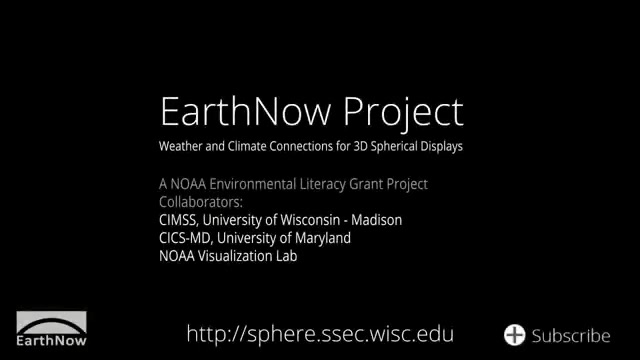 EarthNow Project
Weather and Climate Connections for 3D Spherical Displays
A NOAA Environmental Literacy Grant Project
Collaborators:
CIMSS, University of Wisconsin - Madison
CICS-MD, University of Maryland
NOAA Visualization Lab
EarthNow
http://sphere.ssec.wisc.edu
Subscribe